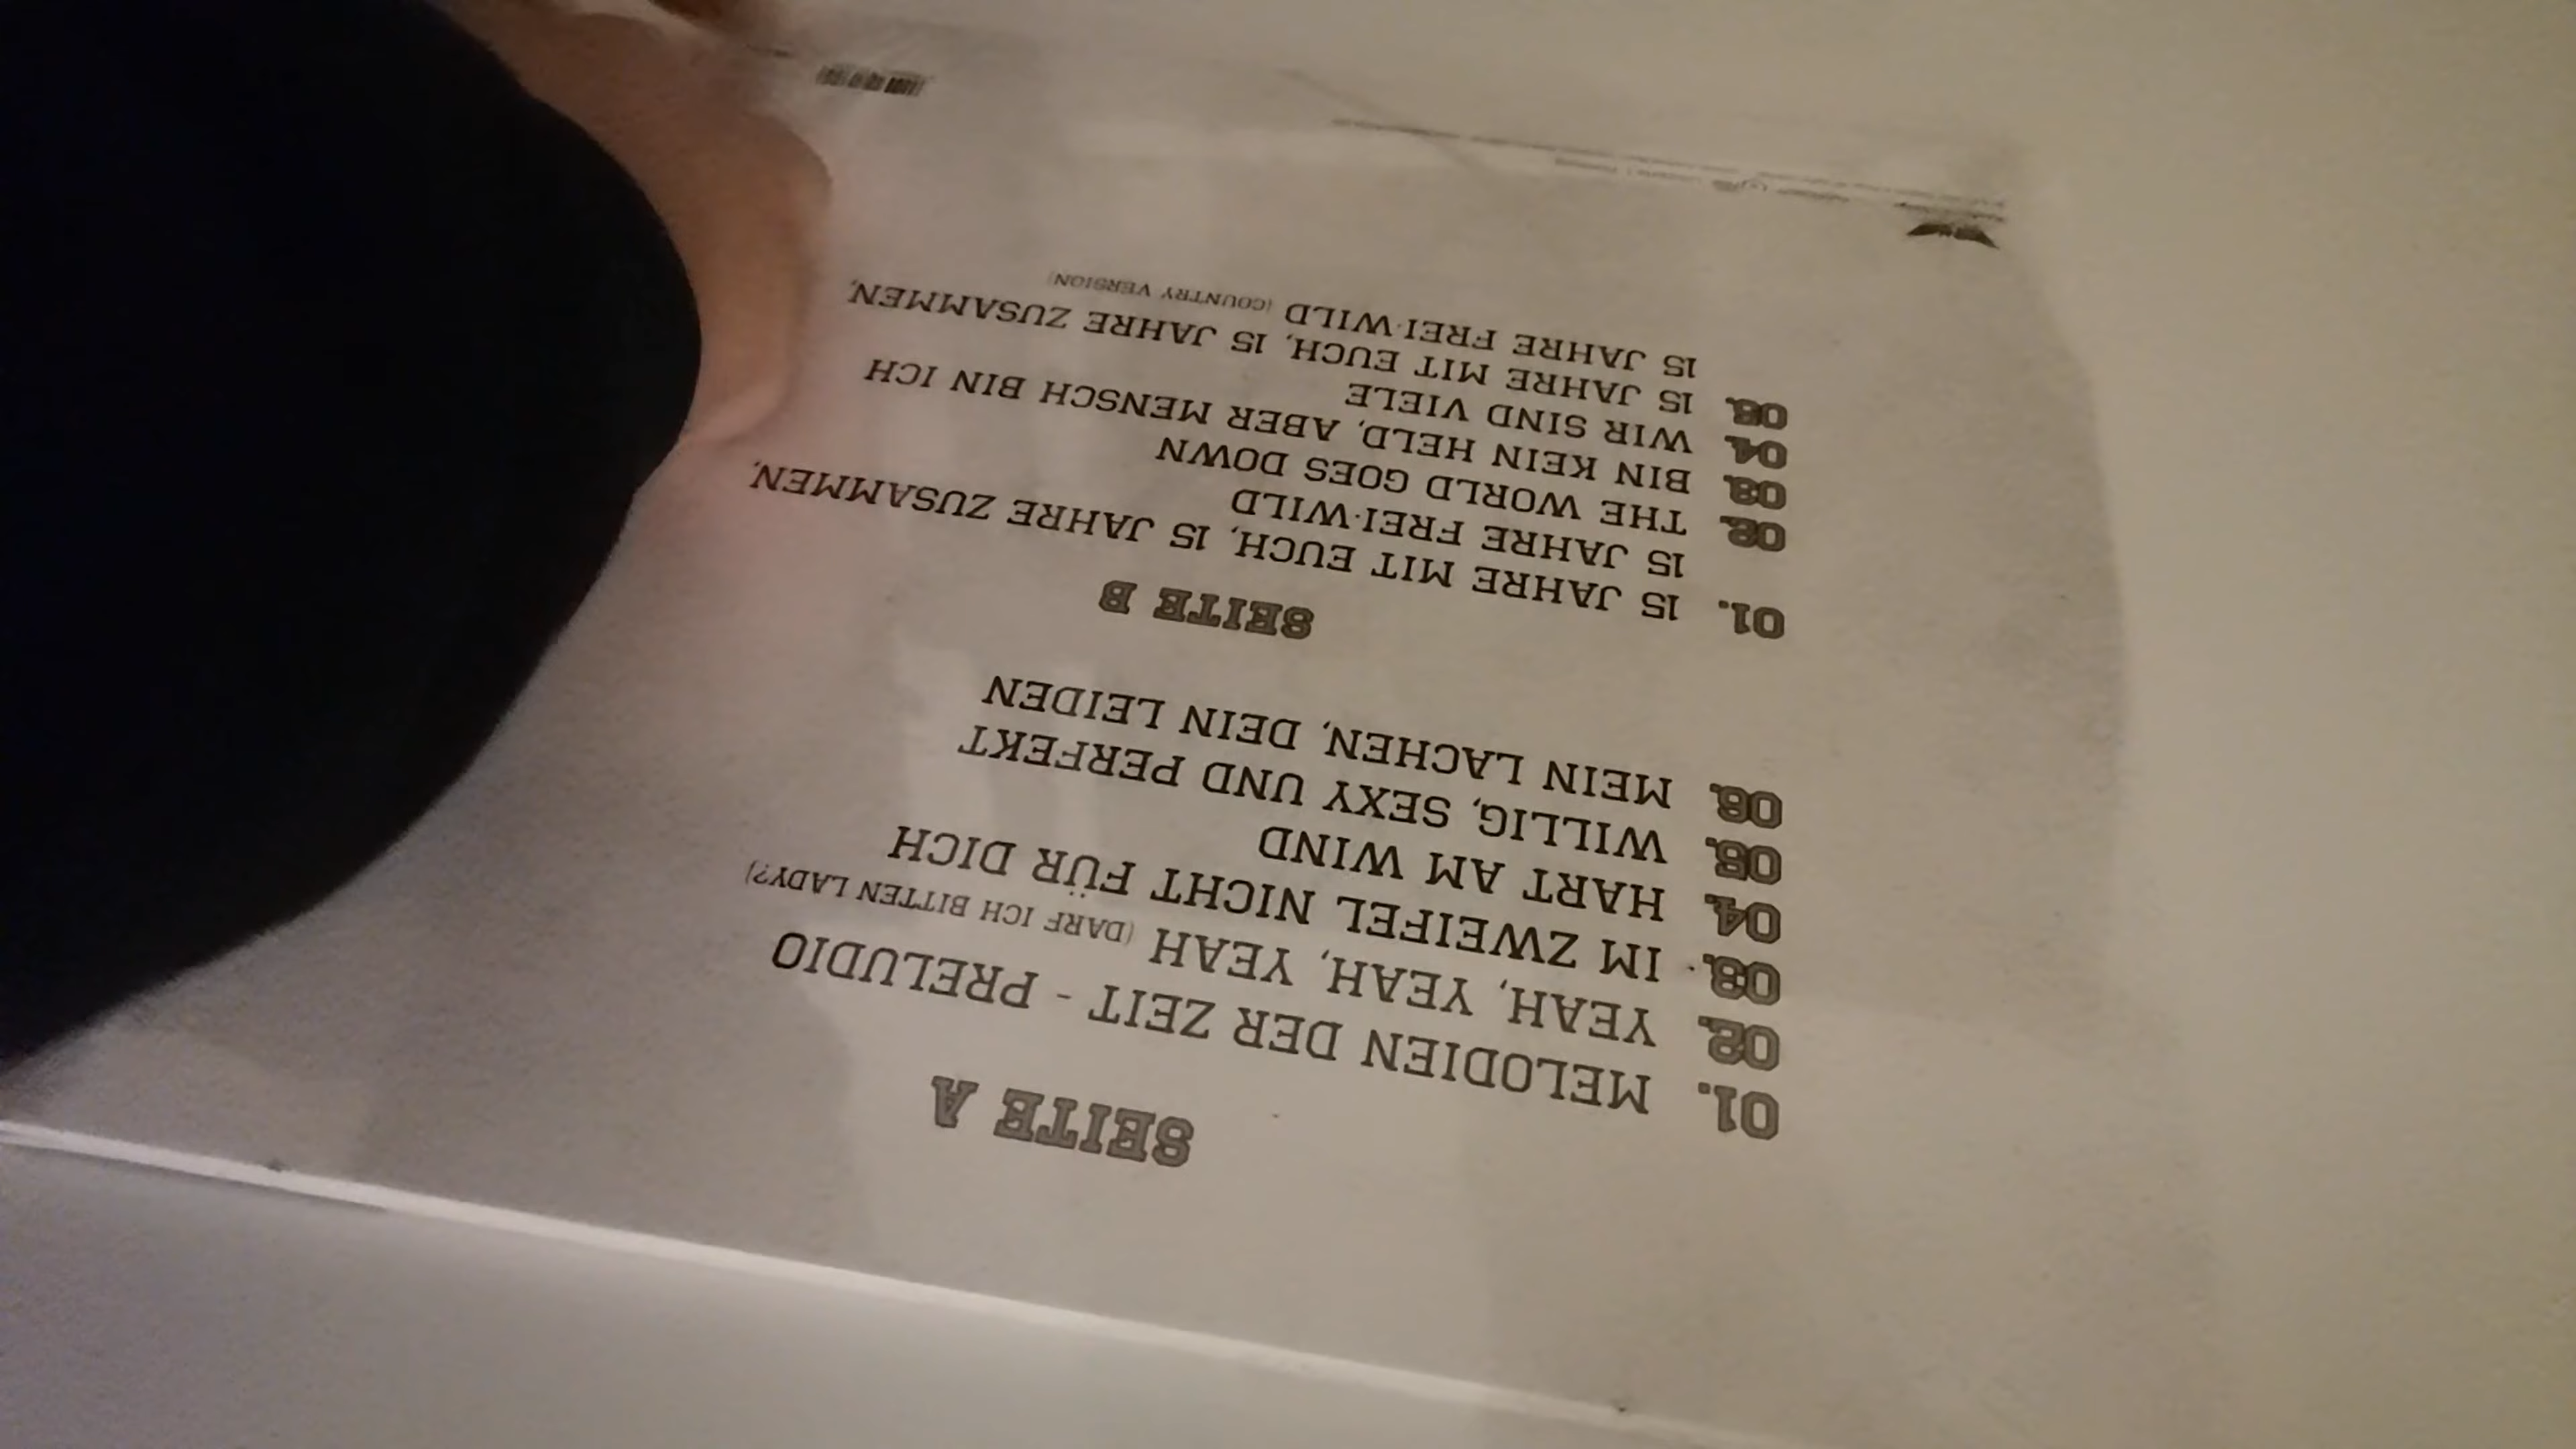 SEITE A
01. MELODIEN DER ZEIT - PRELUDIO
02. YEAH, YEAH, YEAH (DARF ICH BITTEN LADY?)
03. IM ZWEIFEL NICHT FÜR DICH
04. HART AM WIND
05. WILLIG, SEXY UND PERFEKT
06. MEIN LACHEN, DEIN LEIDEN
SEITE B
01. 15 JAHRE MIT EUCH, 15 JAHRE ZUSAMMEN,
15 JAHRE FREI.WILD
02. THE WORLD GOES DOWN
03. BIN KEIN HELD, ABER MENSCH BIN ICH
04. WIR SIND VIELE
05. 15 JAHRE MIT EUCH, 15 JAHRE ZUSAMMEN,
15 JAHRE FREI.WILD (COUNTRY VERSION)